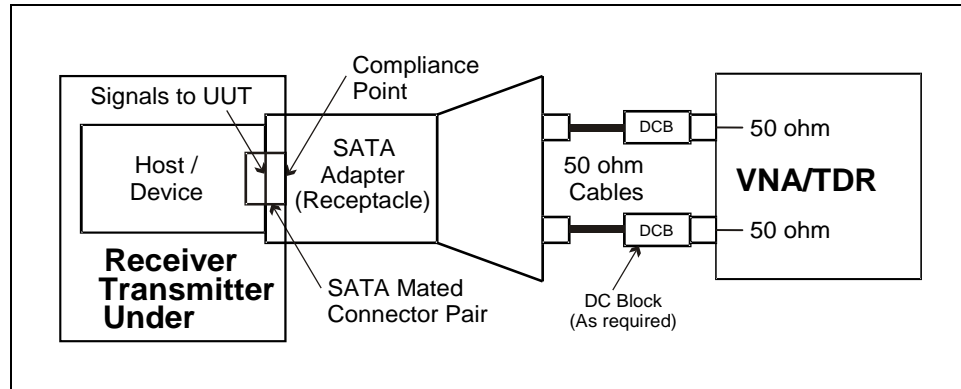 Compliance
Point
Signals to UUT
Host /
Device
SATA
Adapter
(Receptacle)
50 ohm
Cables
DCB
DCB
50 ohm
VNA/TDR
50 ohm
Receiver
Transmitter
Under
SATA Mated
Connector Pair
DC Block
(As required)